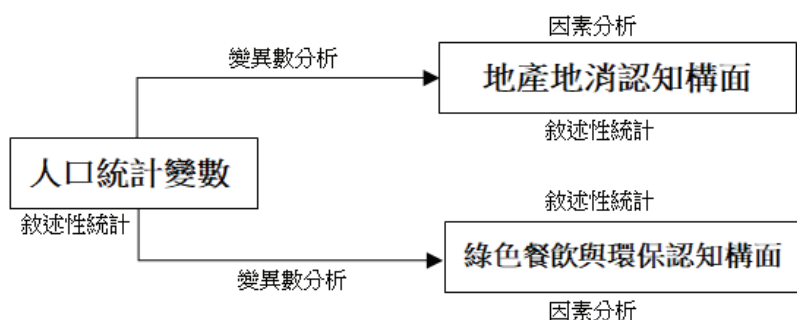 因素分析
變異數分析
地產地消認知構面
敘述性統計
人口統計變數
敘述性統計
敘述性統計
綠色餐飲與環保認知構面
變異數分析
因素分析